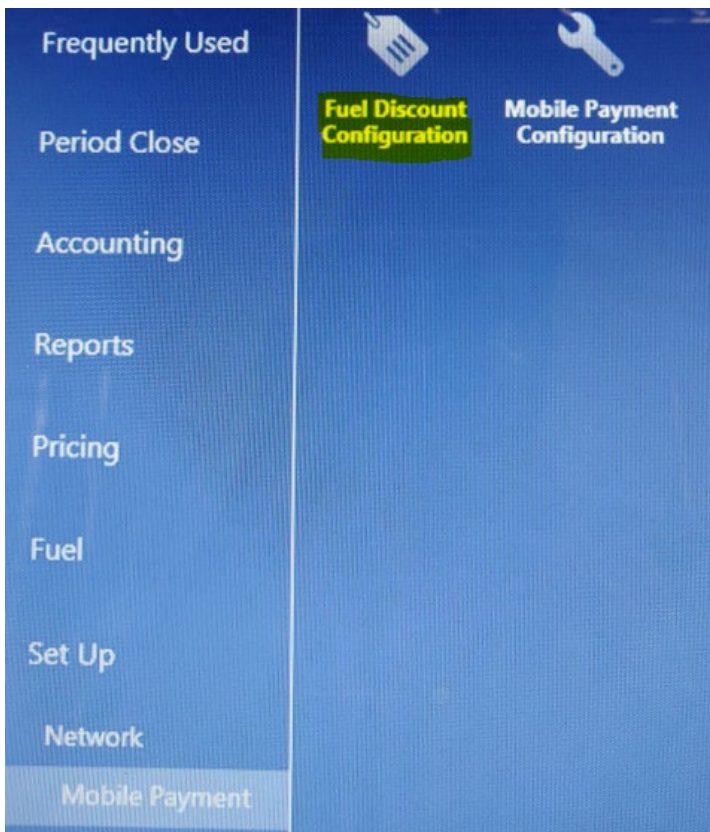 Frequently Used
Period Close
Accounting
Reports
Pricing
Fuel
Set Up
Network
Mobile Payment
Fuel Discount
Configuration
Mobile Payment
Configuration